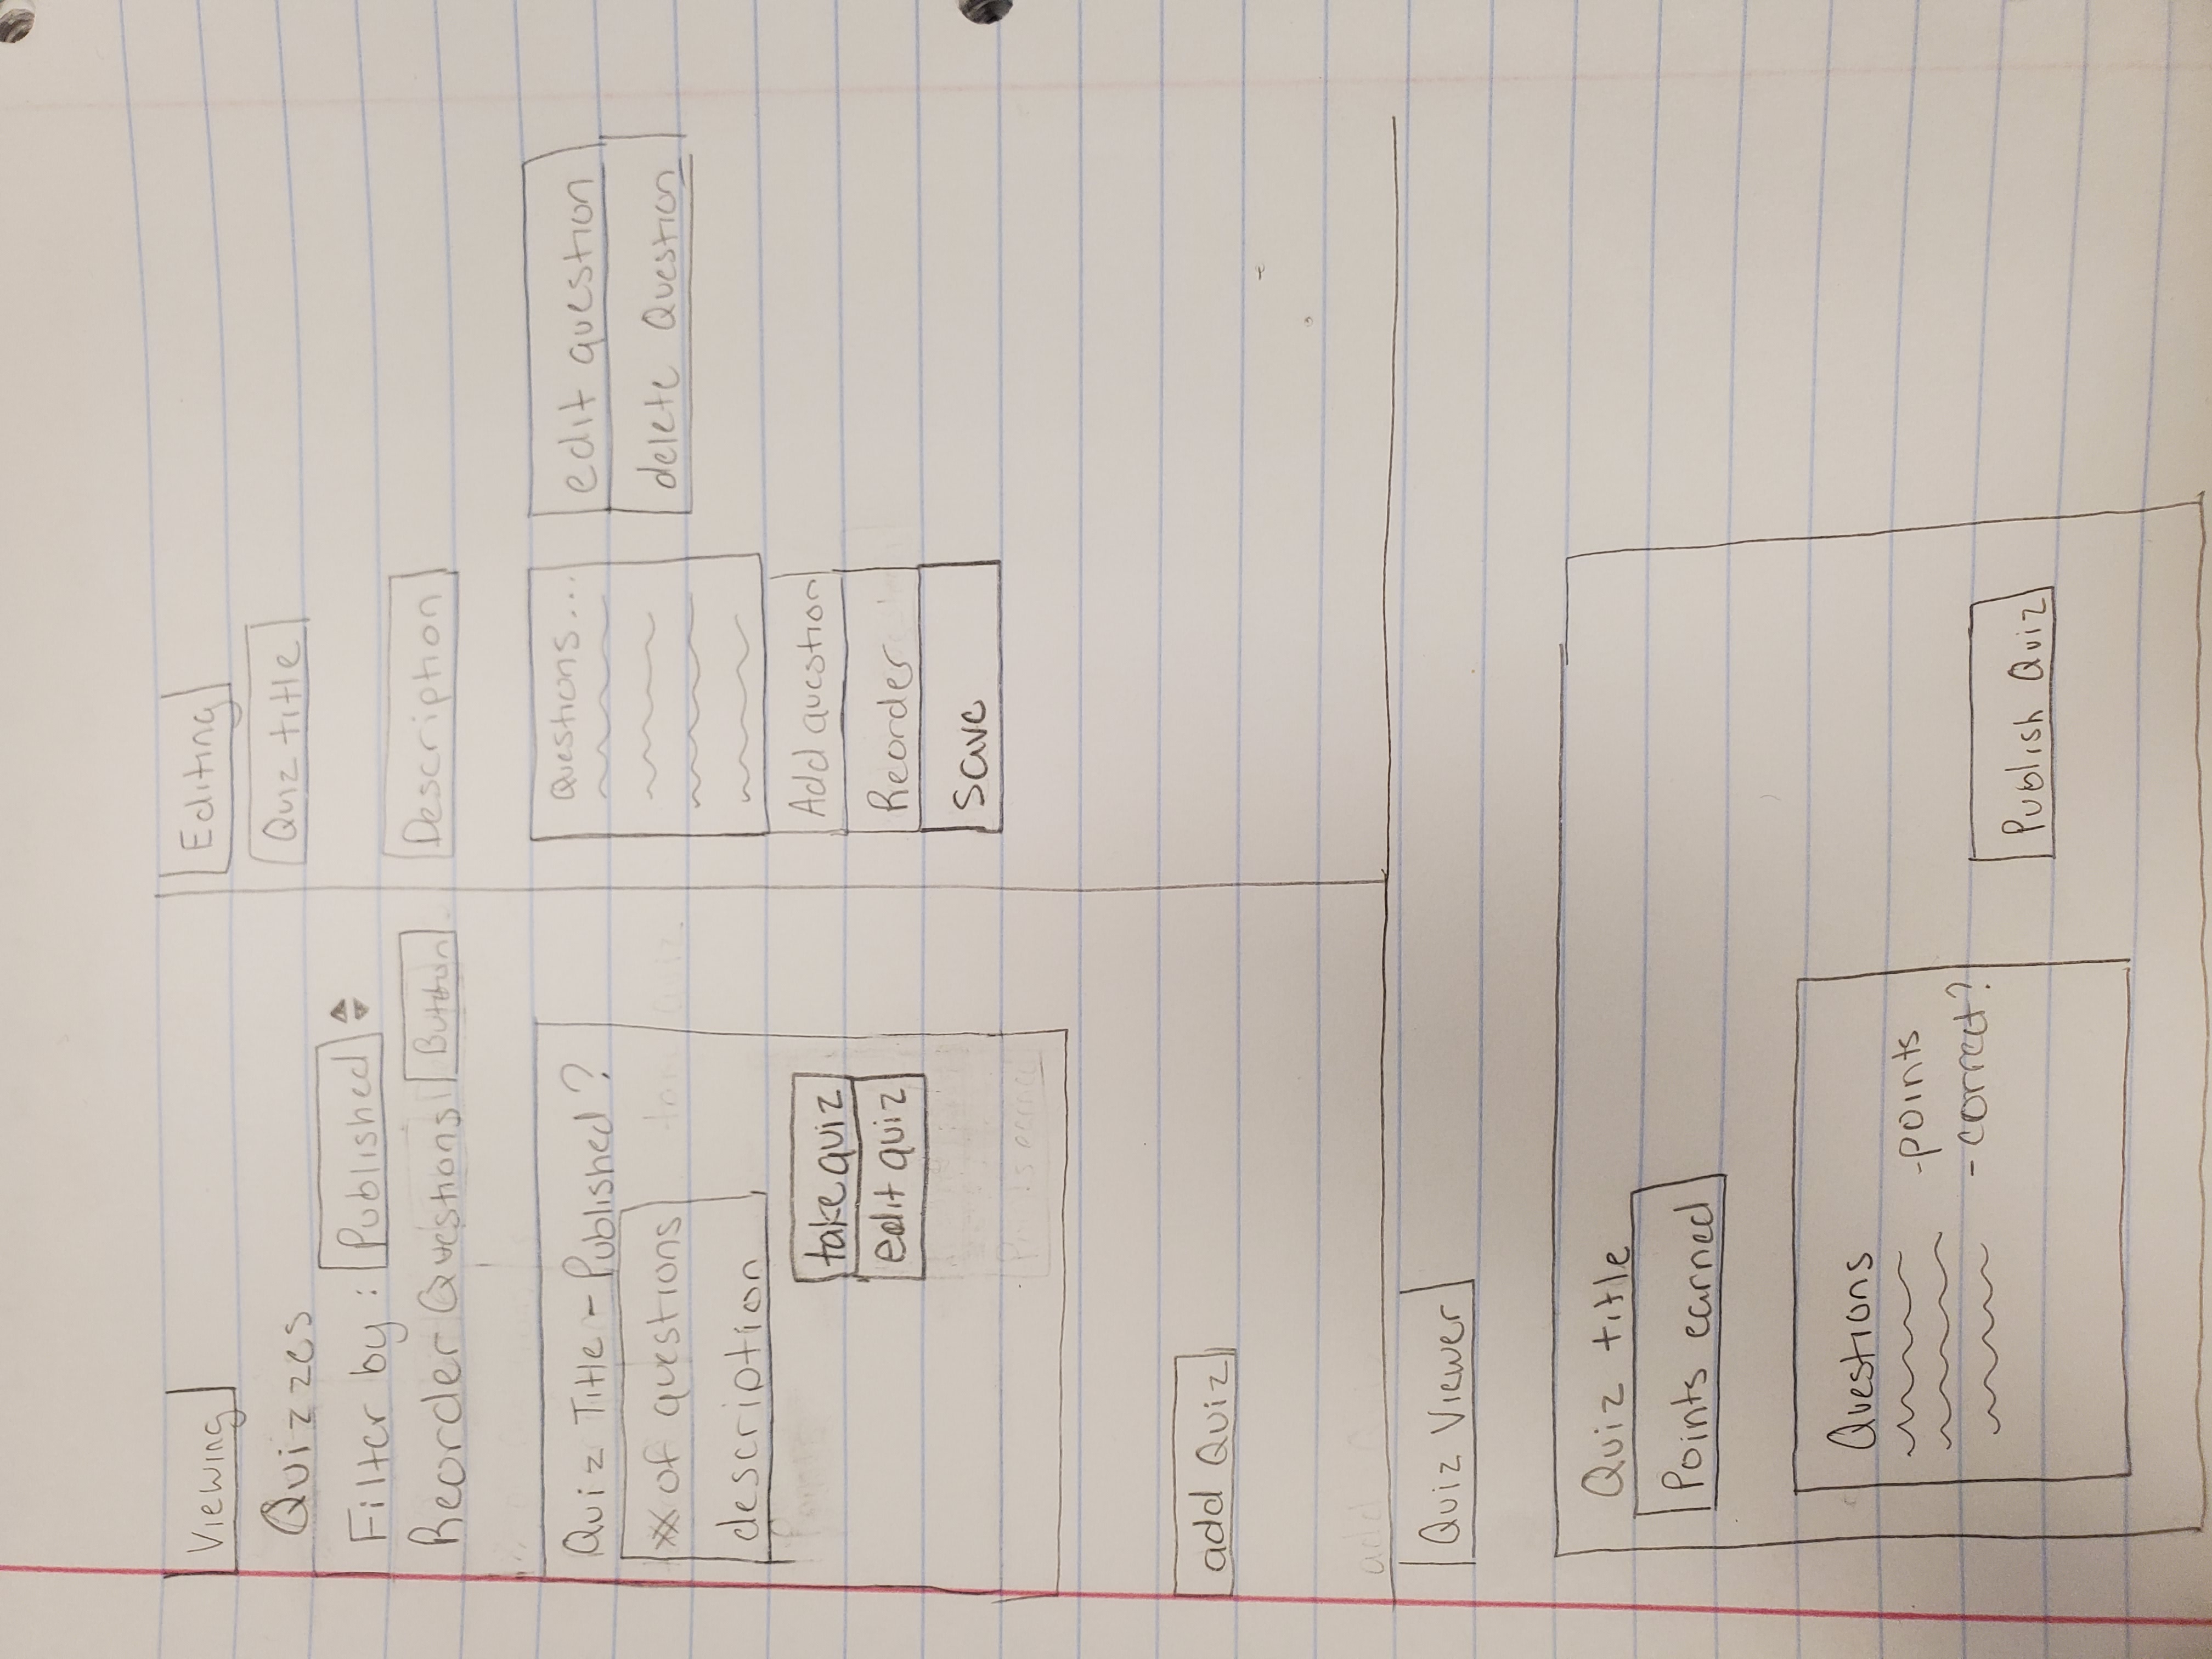 Viewing
Quizzes
Filter by: Published
Reorder Questions Button
Quiz Title - Published?
# of questions
description
take quiz
edit quiz
add Quiz
Editing
Quiz title
Description
Questions...
edit question
delete Question
Add question
Reorder
Save
Quiz Viewer
Quiz title
Points earned
Questions
- points
- correct?
Publish Quiz